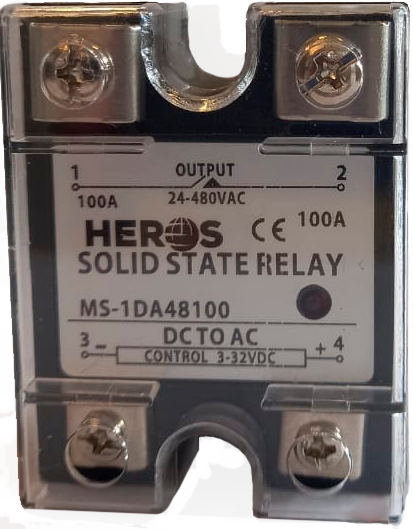 1 OUTPUT 2
100A 24-480VAC
HEROS CE 100A
SOLID STATE RELAY
MS-1DA48100
3 - DC TO AC + 4
CONTROL 3-32VDC